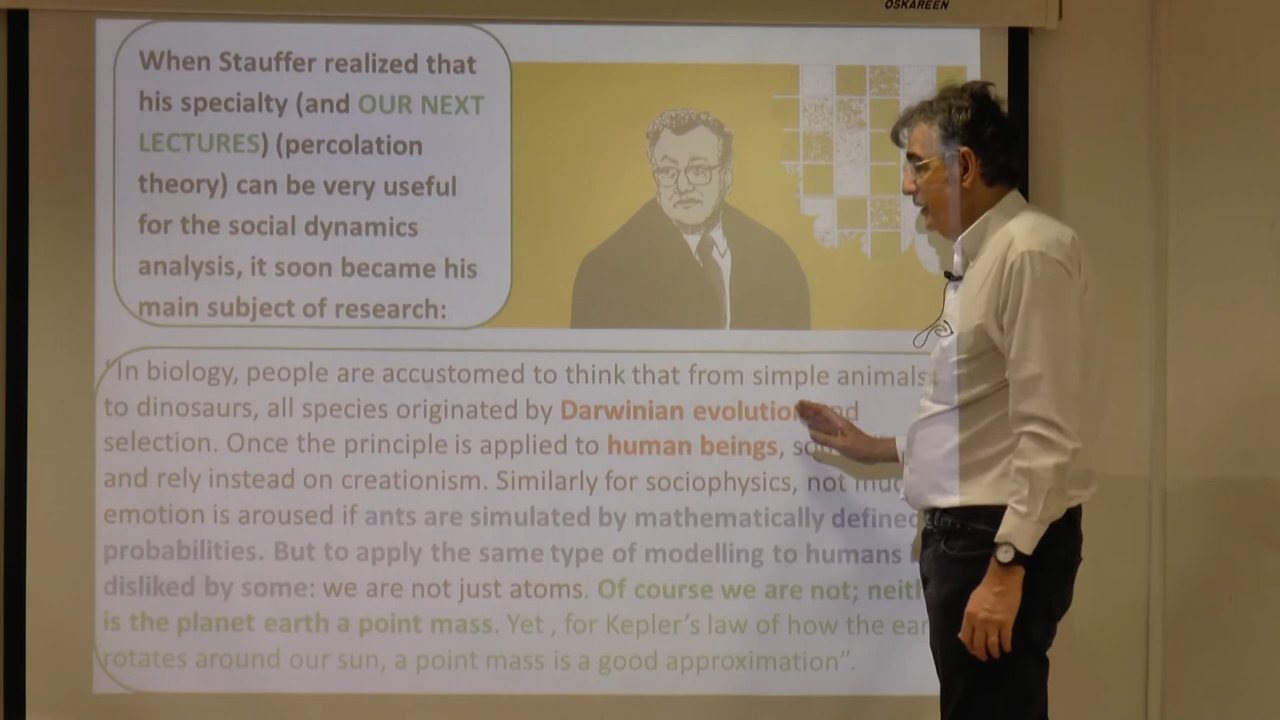 OSKAREEN
When Stauffer realized that
his specialty (and OUR NEXT
LECTURES) (percolation
theory) can be very useful
for the social dynamics
analysis, it soon became his
main subject of research:
"In biology, people are accustomed to think that from simple animals
to dinosaurs, all species originated by Darwinian evolution and
selection. Once the principle is applied to human beings,
and rely instead on creationism. Similarly for sociophysics, not much
emotion is aroused if ants are simulated by mathematically defined
probabilities. But to apply the same type of modelling to humans
disliked by some: we are not just atoms. Of course we are not;
is the planet earth a point mass. Yet , for Kepler's law of how the
rotates around our sun, a point mass is a good approximation".